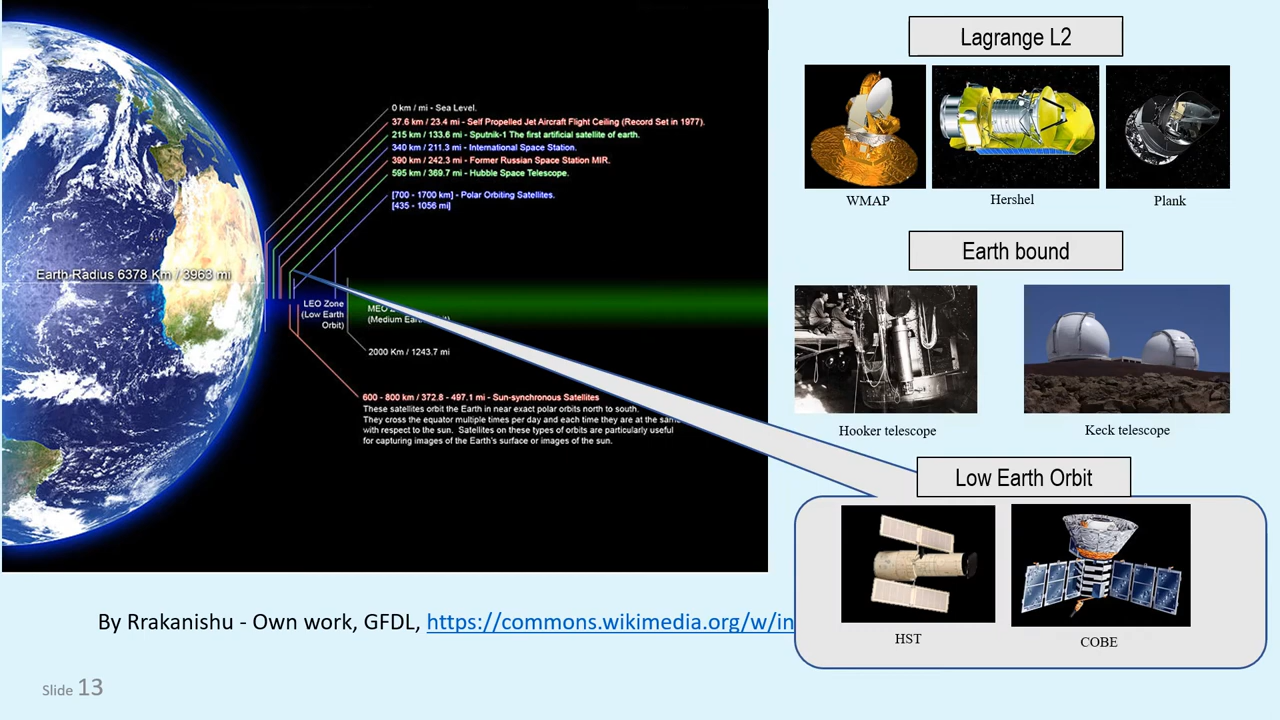 0 km / mi - Sea Level.
37.6 km / 23.4 mi - Self Propelled Jet Aircraft Flight Ceiling (Record Set in 1977).
215 km / 133.6 mi - Sputnik-1 The first artificial satellite of earth.
340 km / 211.3 mi - International Space Station.
390 km / 242.3 mi - Former Russian Space Station MIR.
595 km / 369.7 mi - Hubble Space Telescope.
[700 - 1700 km] - Polar Orbiting Satellites.
[435 - 1056 mi]
Earth Radius 6378 Km / 3963 mi
LEO Zone
(Low Earth
Orbit)
MEO
(Medium Earth
2000 Km / 1243.7 mi
600 - 800 km / 372.8 - 497.1 mi - Sun-synchronous Satellites
These satellites orbit the Earth in near exact polar orbits north to south.
They cross the equator multiple times per day and each time they are at the
with respect to the sun. Satellites on these types of orbits are particularly useful
for capturing images of the Earth's surface or images of the sun.
Lagrange L2
WMAP
Hershel
Plank
Earth bound
Hooker telescope
Keck telescope
Low Earth Orbit
HST
COBE
By Rrakanishu - Own work, GFDL, https://commons.wikimedia.org/w/in
Slide 13